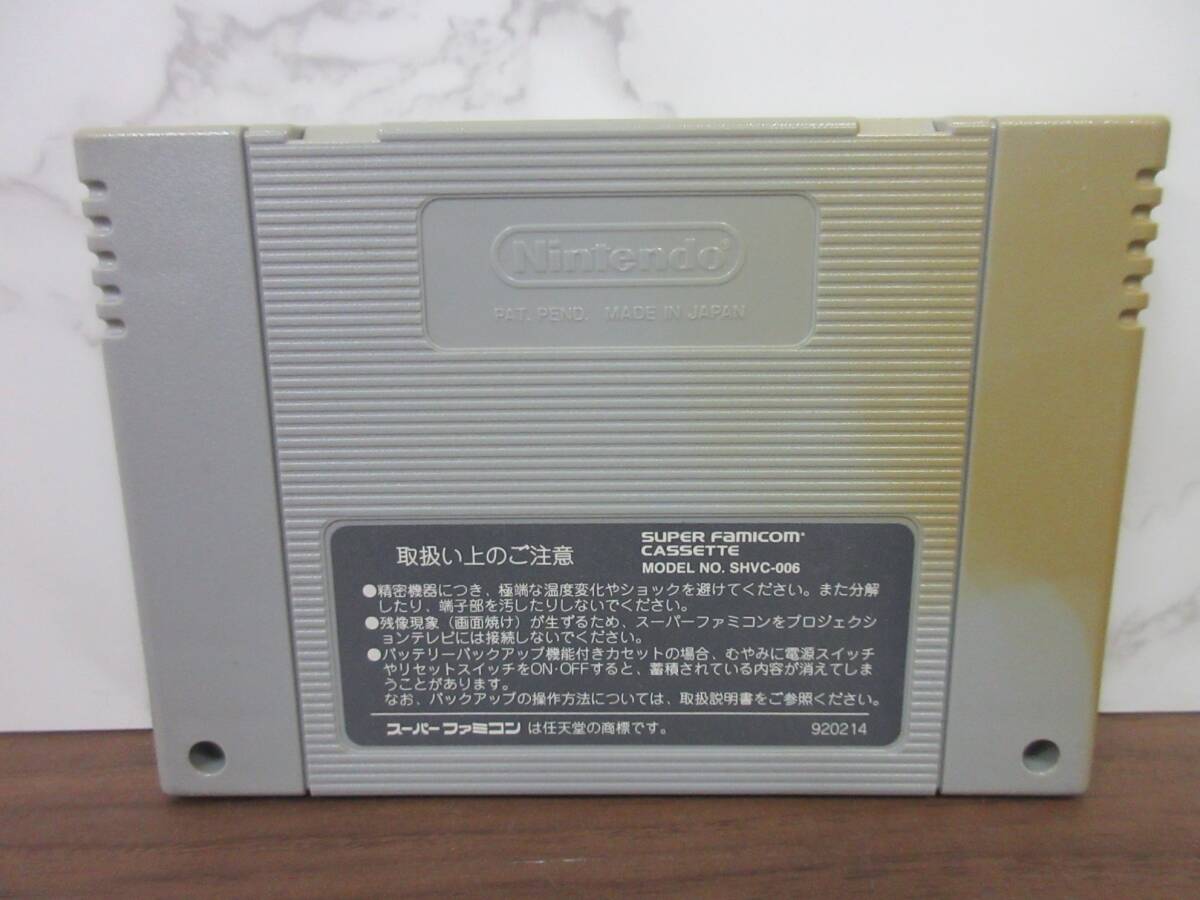 Nintendo®
PAT. PEND. MADE IN JAPAN
取扱い上のご注意
SUPER FAMICOM®
CASSETTE
MODEL NO. SHVC-006
●精密機器につき、極端な温度変化やショックを避けてください。また分解
したり、端子部を汚したりしないでください。
●残像現象（画面焼け）が生ずるため、スーパーファミコンをプロジェクシ
ョンテレビには接続しないでください。
●バッテリーバックアップ機能付きカセットの場合、むやみに電源スイッチ
やリセットスイッチをON・OFFすると、蓄積されている内容が消えてしま
うことがあります。
なお、バックアップの操作方法については、取扱説明書をご参照ください。
スーパーファミコンは任天堂の商標です。 920214